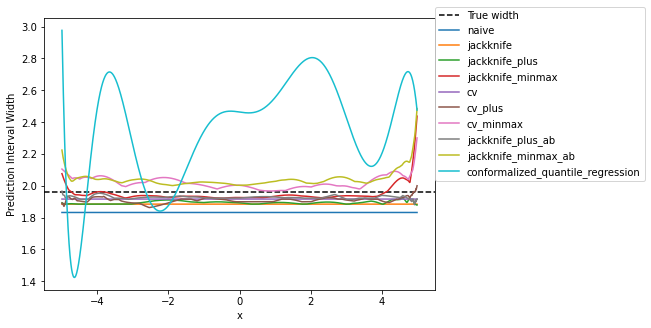 Prediction Interval Width
3.0
2.8
2.6
2.4
2.2
2.0
1.8
1.6
1.4
−4
−2
0
2
4
x
True width
naive
jackknife
jackknife_plus
jackknife_minmax
cv
cv_plus
cv_minmax
jackknife_plus_ab
jackknife_minmax_ab
conformalized_quantile_regression